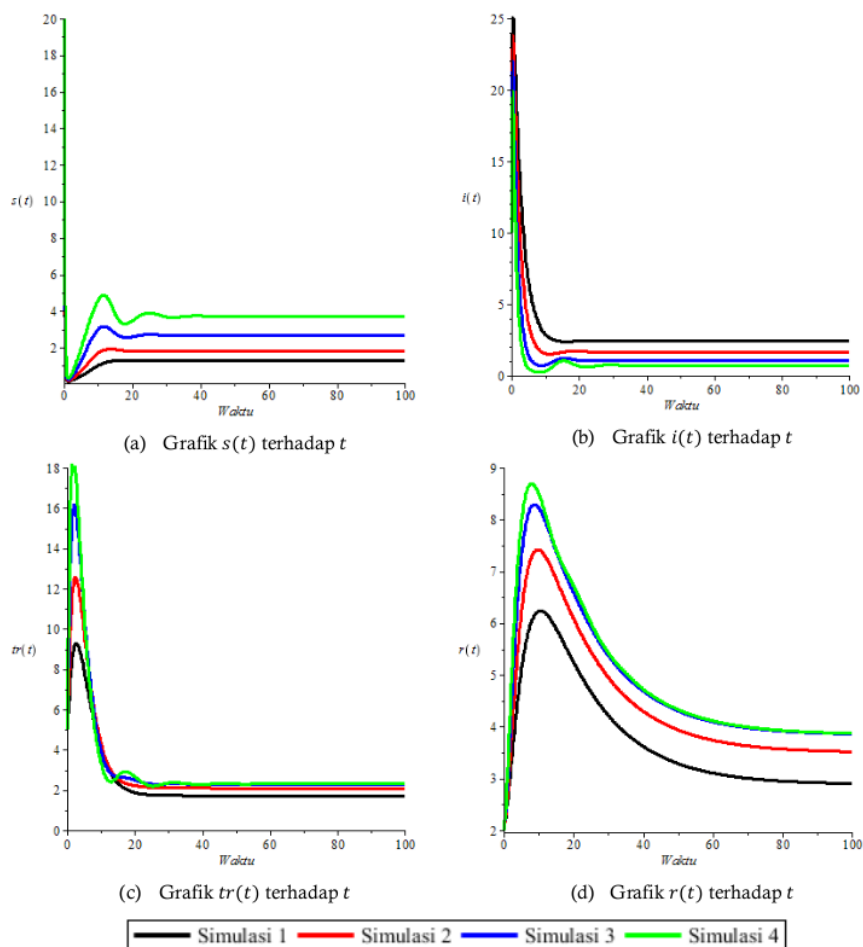 20
18
16
14
12
10
s(t)
8
6
4
2
0 20 40 60 80 100
Waktu
(a) Grafik s(t) terhadap t
25
20
15
i(t)
10
5
0
0 20 40 60 80 100
Waktu
(b) Grafik i(t) terhadap t
18
16
14
12
10
tr(t)
8
6
4
2
0
0 20 40 60 80 100
Waktu
(c) Grafik tr(t) terhadap t
9
8
7
6
r(t)
5
4
3
2
0 20 40 60 80 100
Waktu
(d) Grafik r(t) terhadap t
Simulasi 1 Simulasi 2 Simulasi 3 Simulasi 4